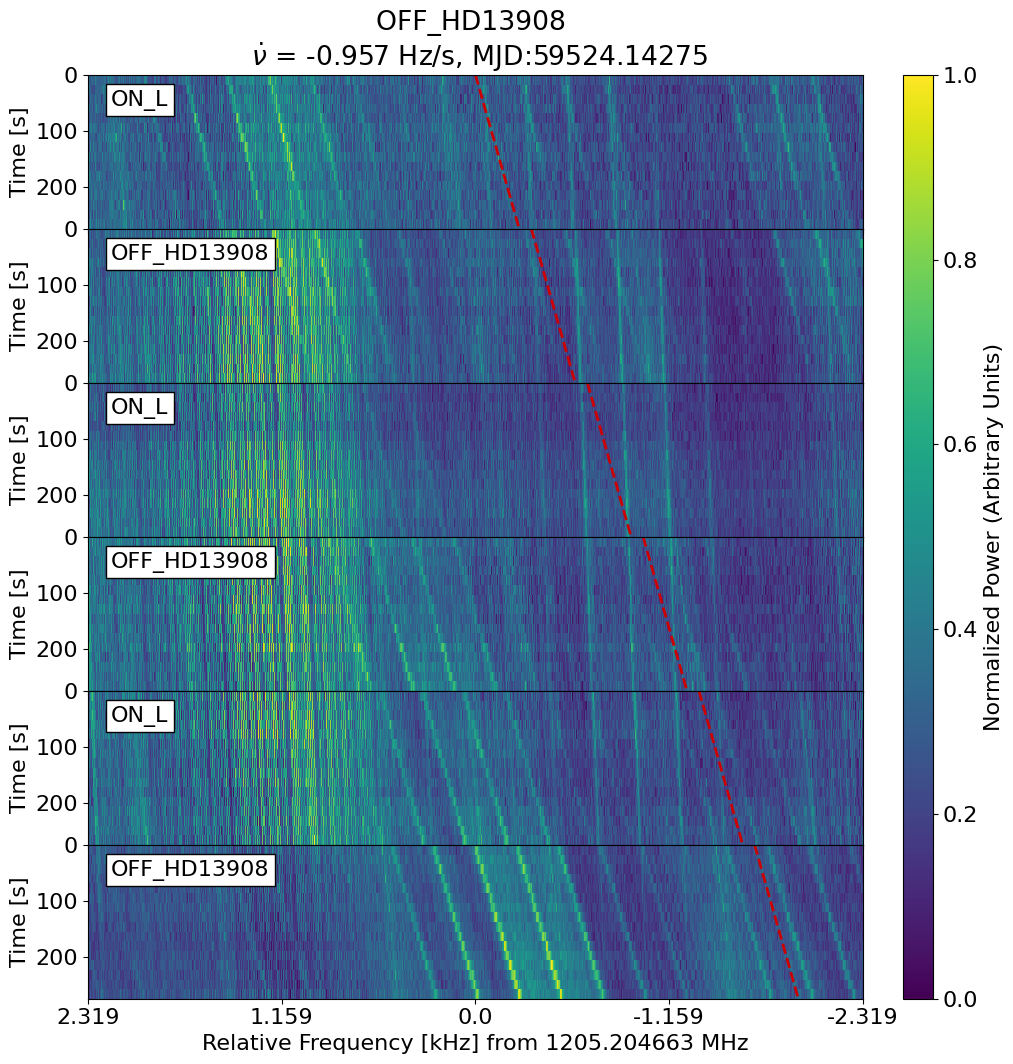 OFF_HD13908
ν̇ = -0.957 Hz/s, MJD:59524.14275
0
ON_L
100
200
Time [s]
0
OFF_HD13908
100
200
Time [s]
0
ON_L
100
200
Time [s]
0
OFF_HD13908
100
200
Time [s]
0
ON_L
100
200
Time [s]
0
OFF_HD13908
100
200
Time [s]
2.319 1.159 0.0 -1.159 -2.319
Relative Frequency [kHz] from 1205.204663 MHz
1.0
0.8
0.6
0.4
0.2
0.0
Normalized Power (Arbitrary Units)